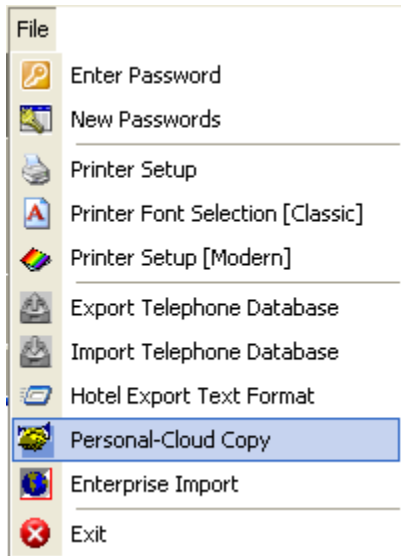 File
Enter Password
New Passwords
Printer Setup
Printer Font Selection [Classic]
Printer Setup [Modern]
Export Telephone Database
Import Telephone Database
Hotel Export Text Format
Personal-Cloud Copy
Enterprise Import
Exit